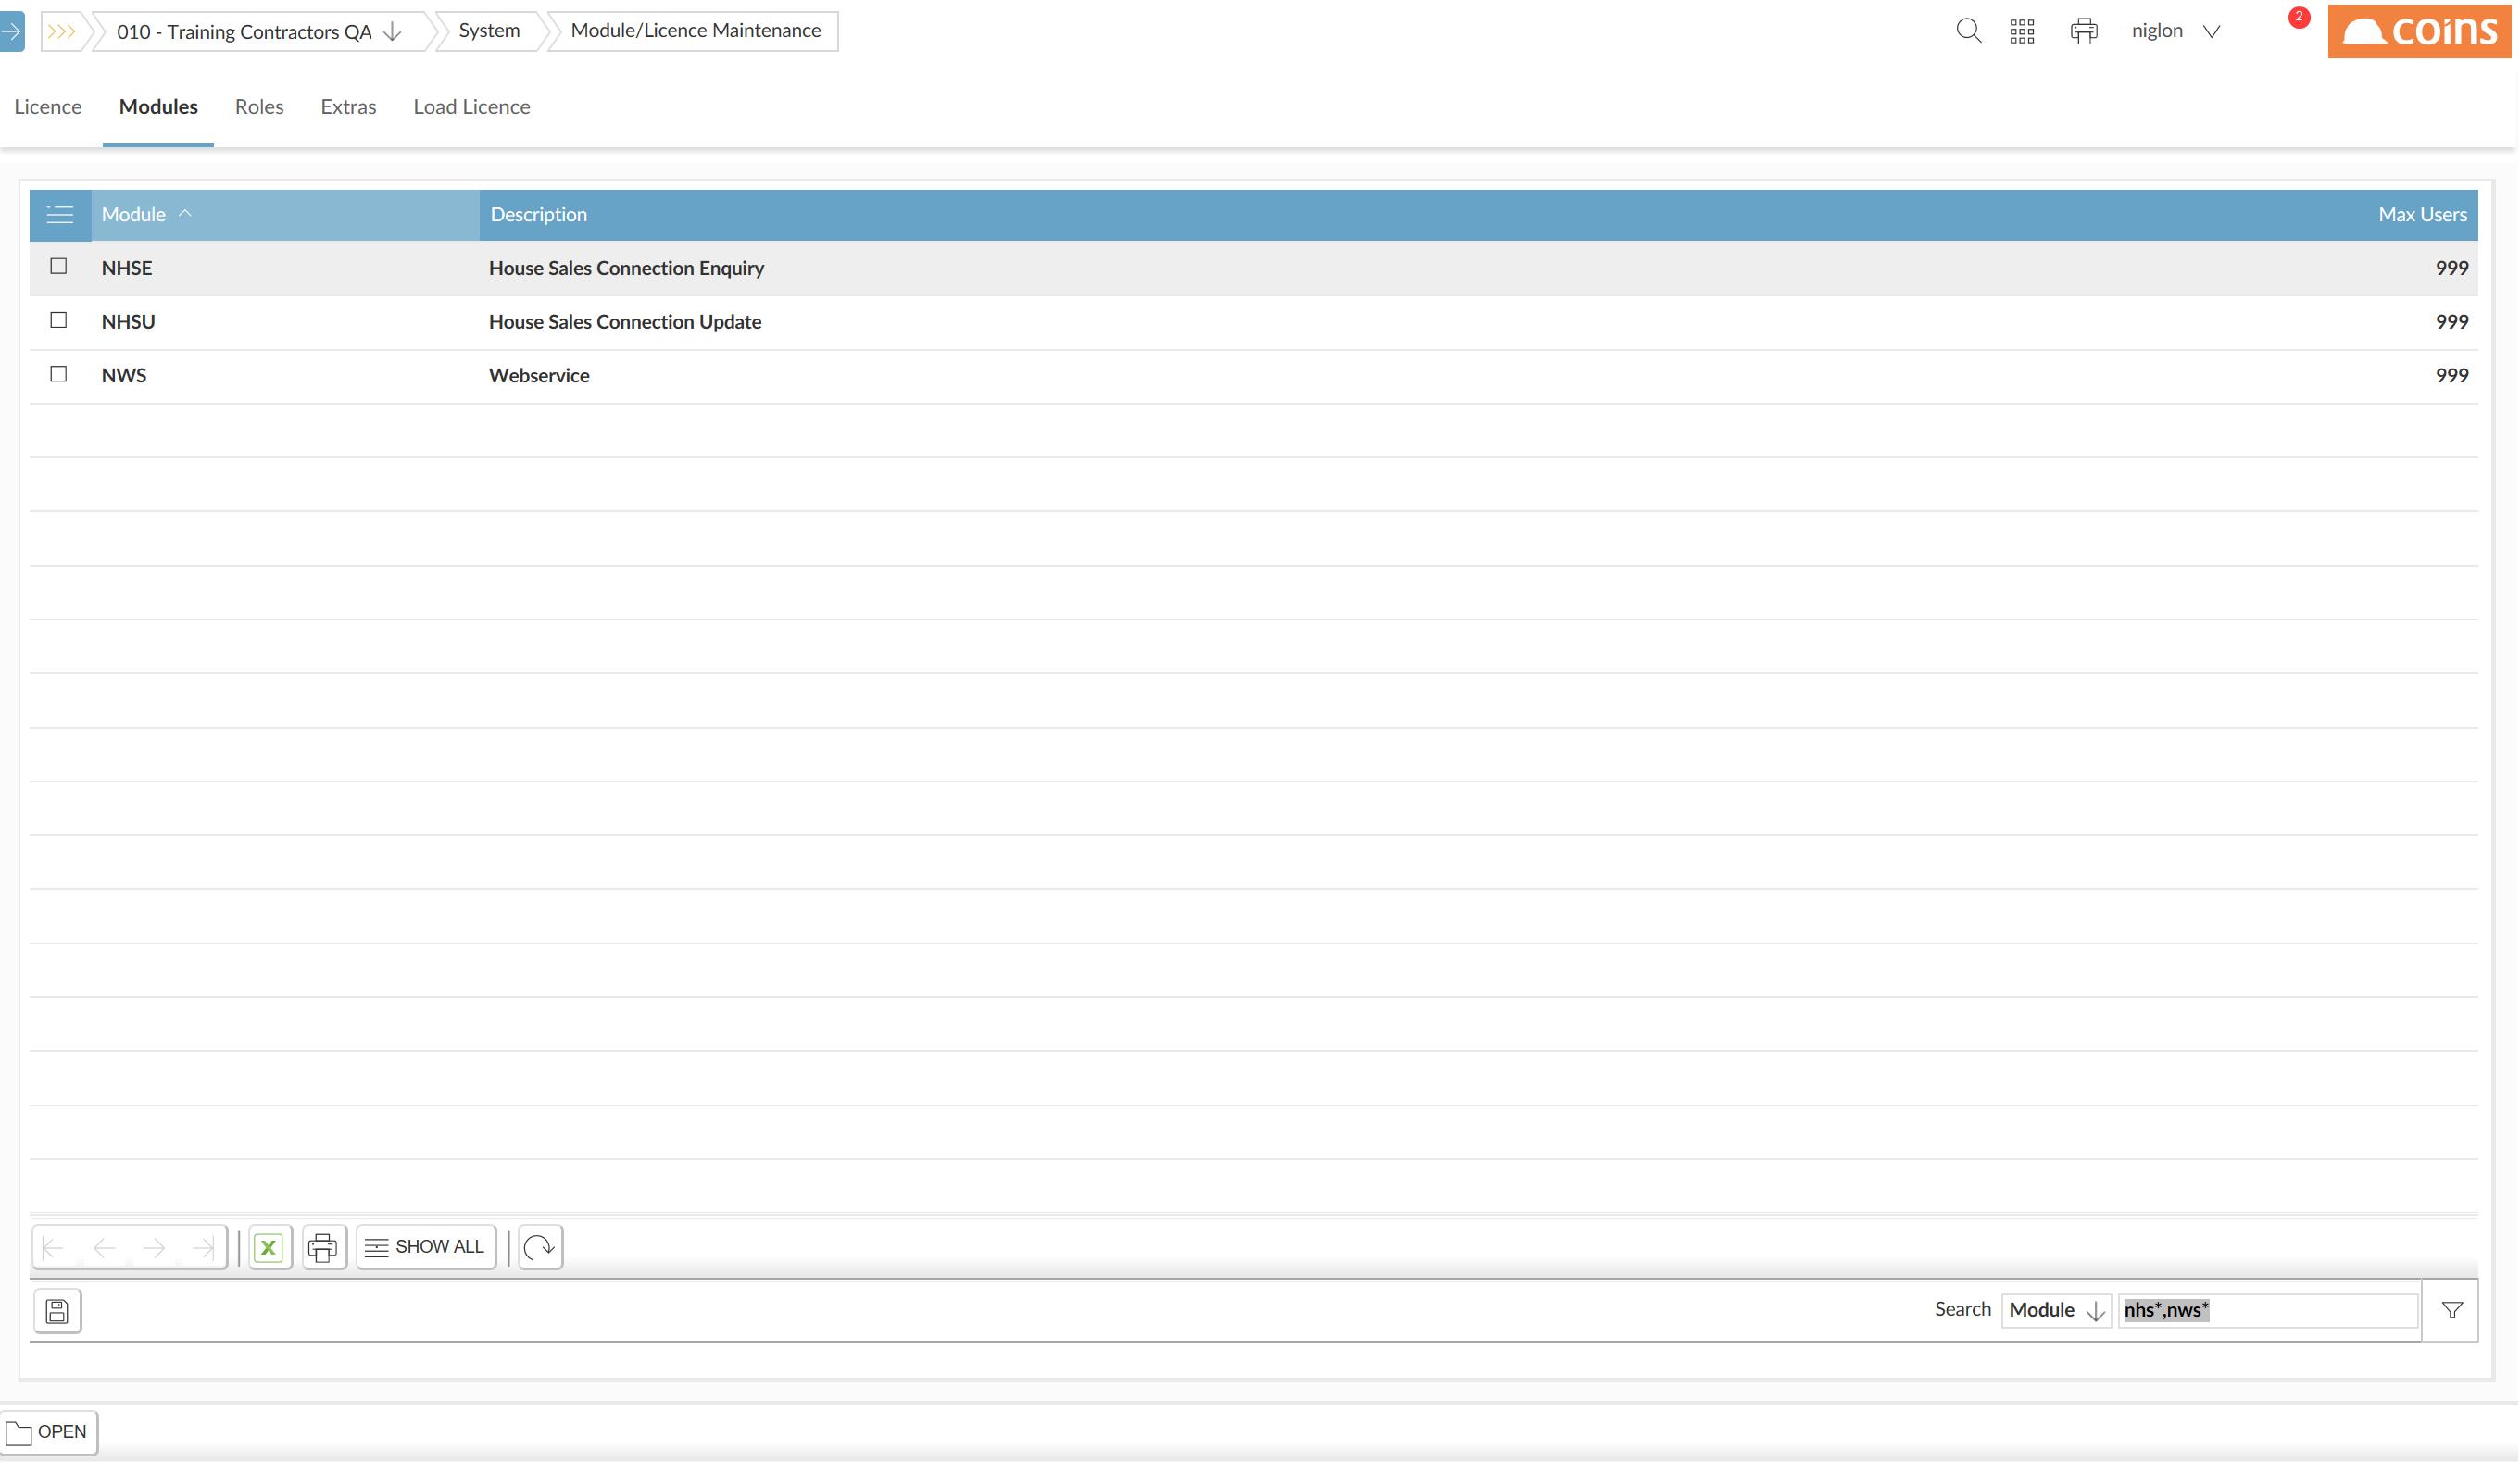 010 - Training Contractors QA System Module/Licence Maintenance niglon 2 coins
Licence Modules Roles Extras Load Licence
Module Description Max Users
NHSE House Sales Connection Enquiry 999
NHSU House Sales Connection Update 999
NWS Webservice 999
SHOW ALL
Search Module nhs*,nws*
OPEN